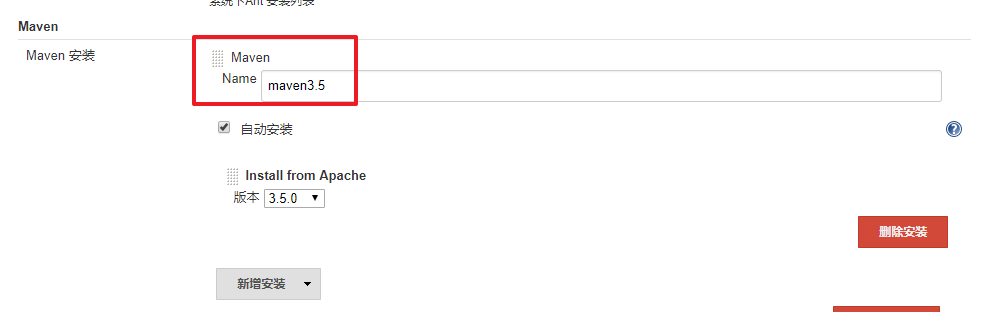 系统下Ant 安装列表
Maven
Maven 安装
Maven
Name maven3.5
自动安装
Install from Apache
版本 3.5.0
删除安装
新增安装